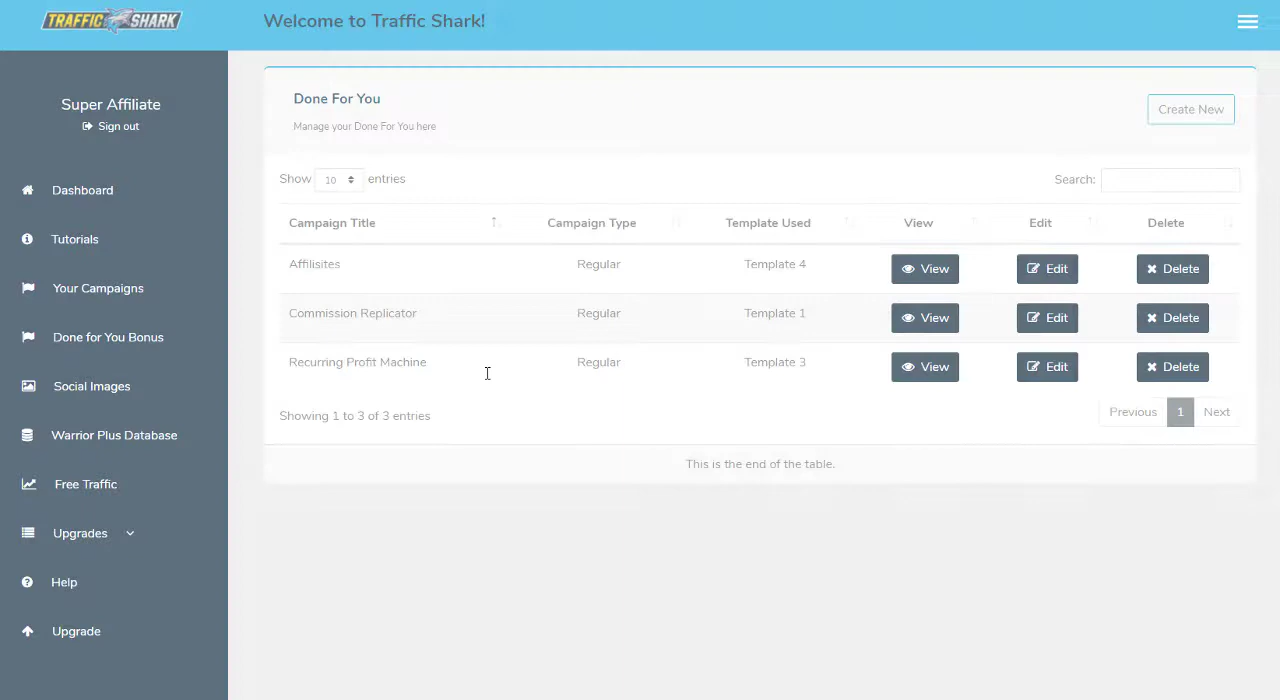 TRAFFIC SHARK
Welcome to Traffic Shark!
Super Affiliate
Sign out
Dashboard
Tutorials
Your Campaigns
Done for You Bonus
Social Images
Warrior Plus Database
Free Traffic
Upgrades
Help
Upgrade
Done For You
Manage your Done For You here
Create New
Show 10 entries
Search:
Campaign Title Campaign Type Template Used View Edit Delete
Affilisites Regular Template 4 View Edit Delete
Commission Replicator Regular Template 1 View Edit Delete
Recurring Profit Machine Regular Template 3 View Edit Delete
Showing 1 to 3 of 3 entries
Previous 1 Next
This is the end of the table.